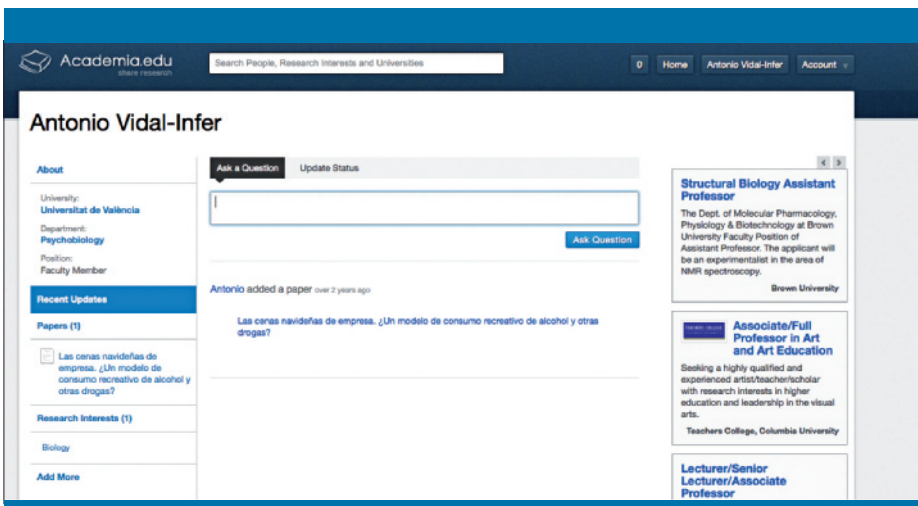 Academia.edu
share research
Search People, Research Interests and Universities
0 Home Antonio Vidal-Infer Account
Antonio Vidal-Infer
About
University:
Universitat de València
Department:
Psychobiology
Position:
Faculty Member
Recent Updates
Papers (1)
Las cenas navideñas de
empresa. ¿Un modelo de
consumo recreativo de alcohol y
otras drogas?
Research Interests (1)
Biology
Add More
Ask a Question Update Status
Ask Question
Antonio added a paper over 2 years ago
Las cenas navideñas de empresa. ¿Un modelo de consumo recreativo de alcohol y otras
drogas?
Structural Biology Assistant
Professor
The Dept. of Molecular Pharmacology,
Physiology & Biotechnology at Brown
University Faculty Position of
Assistant Professor. The applicant will
be an experimentalist in the area of
NMR spectroscopy.
Brown University
Associate/Full
Professor in Art
and Art Education
Seeking a highly qualified and
experienced artist/teacher/scholar
with research interests in higher
education and leadership in the visual
arts.
Teachers College, Columbia University
Lecturer/Senior
Lecturer/Associate
Professor